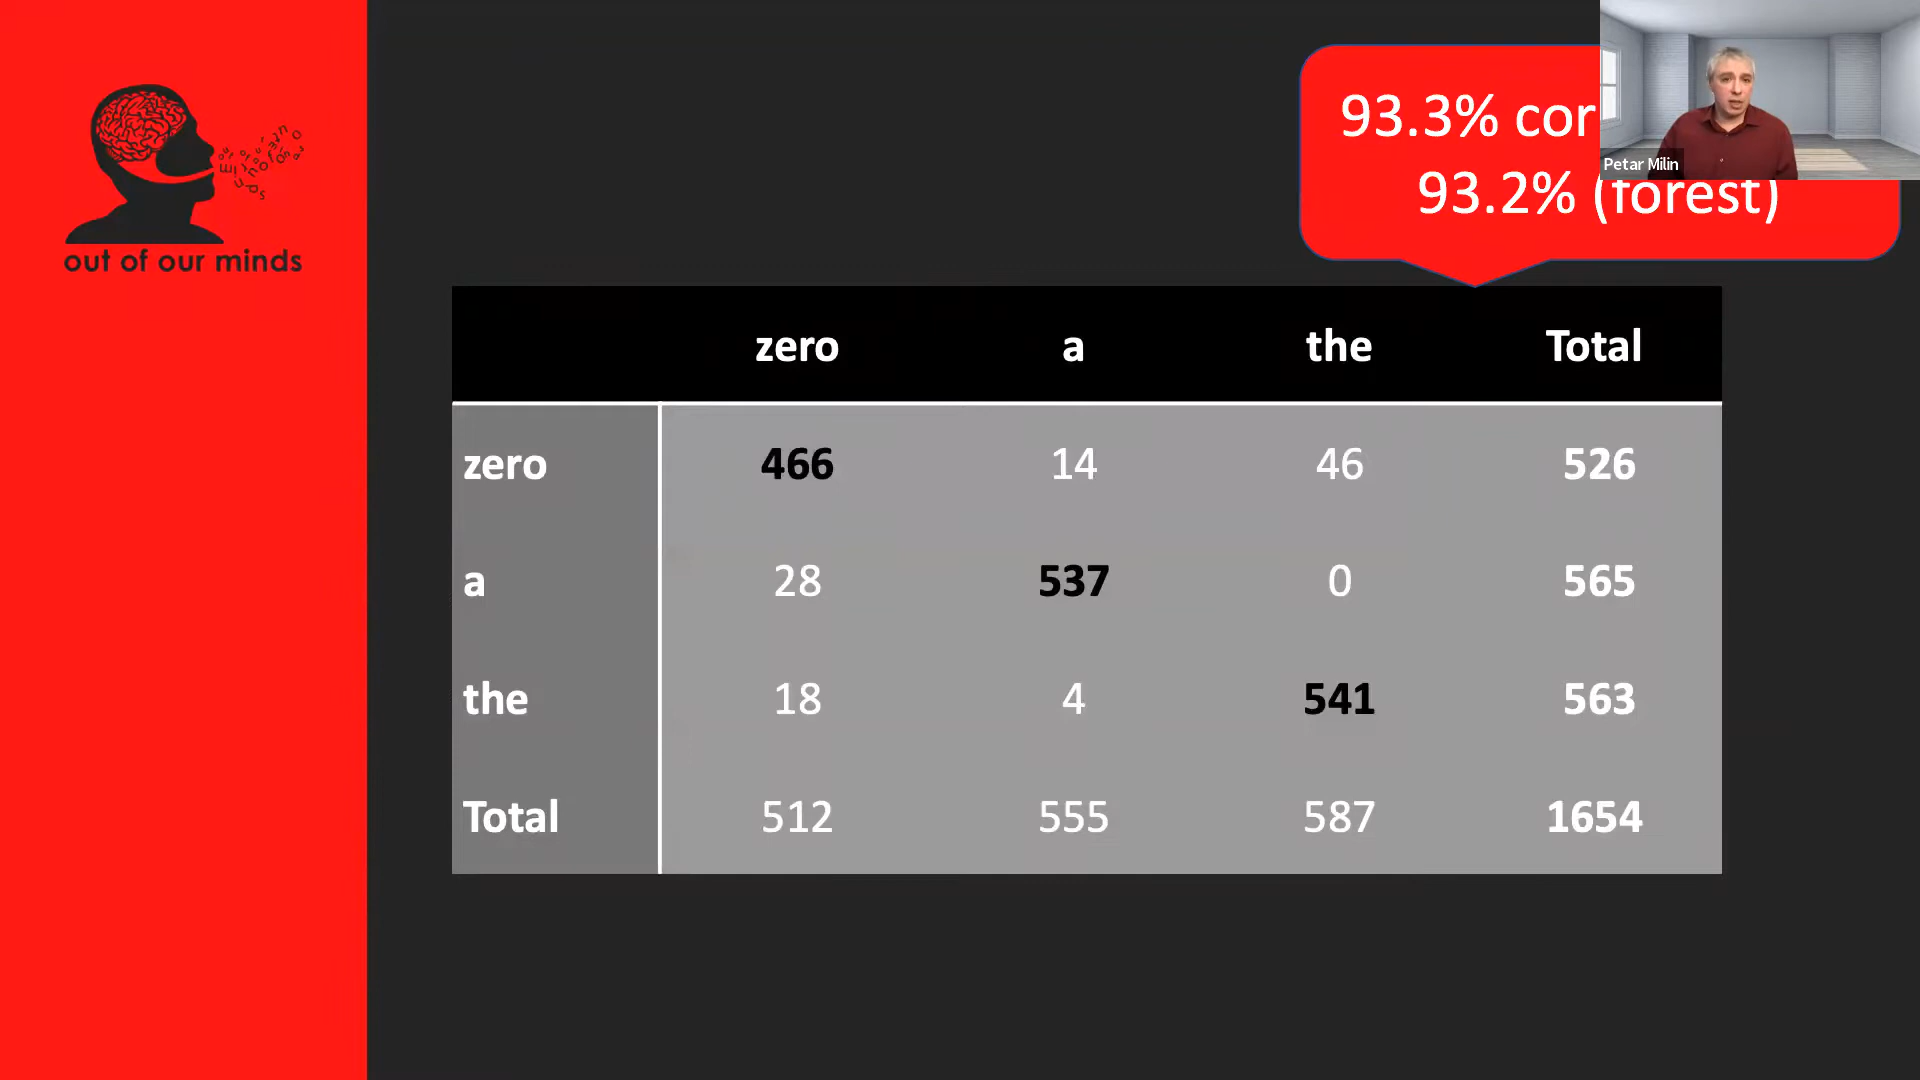 93.3% cor
Petar Milin
93.2% (forest)
out of our minds
zero a the Total
zero 466 14 46 526
a 28 537 0 565
the 18 4 541 563
Total 512 555 587 1654